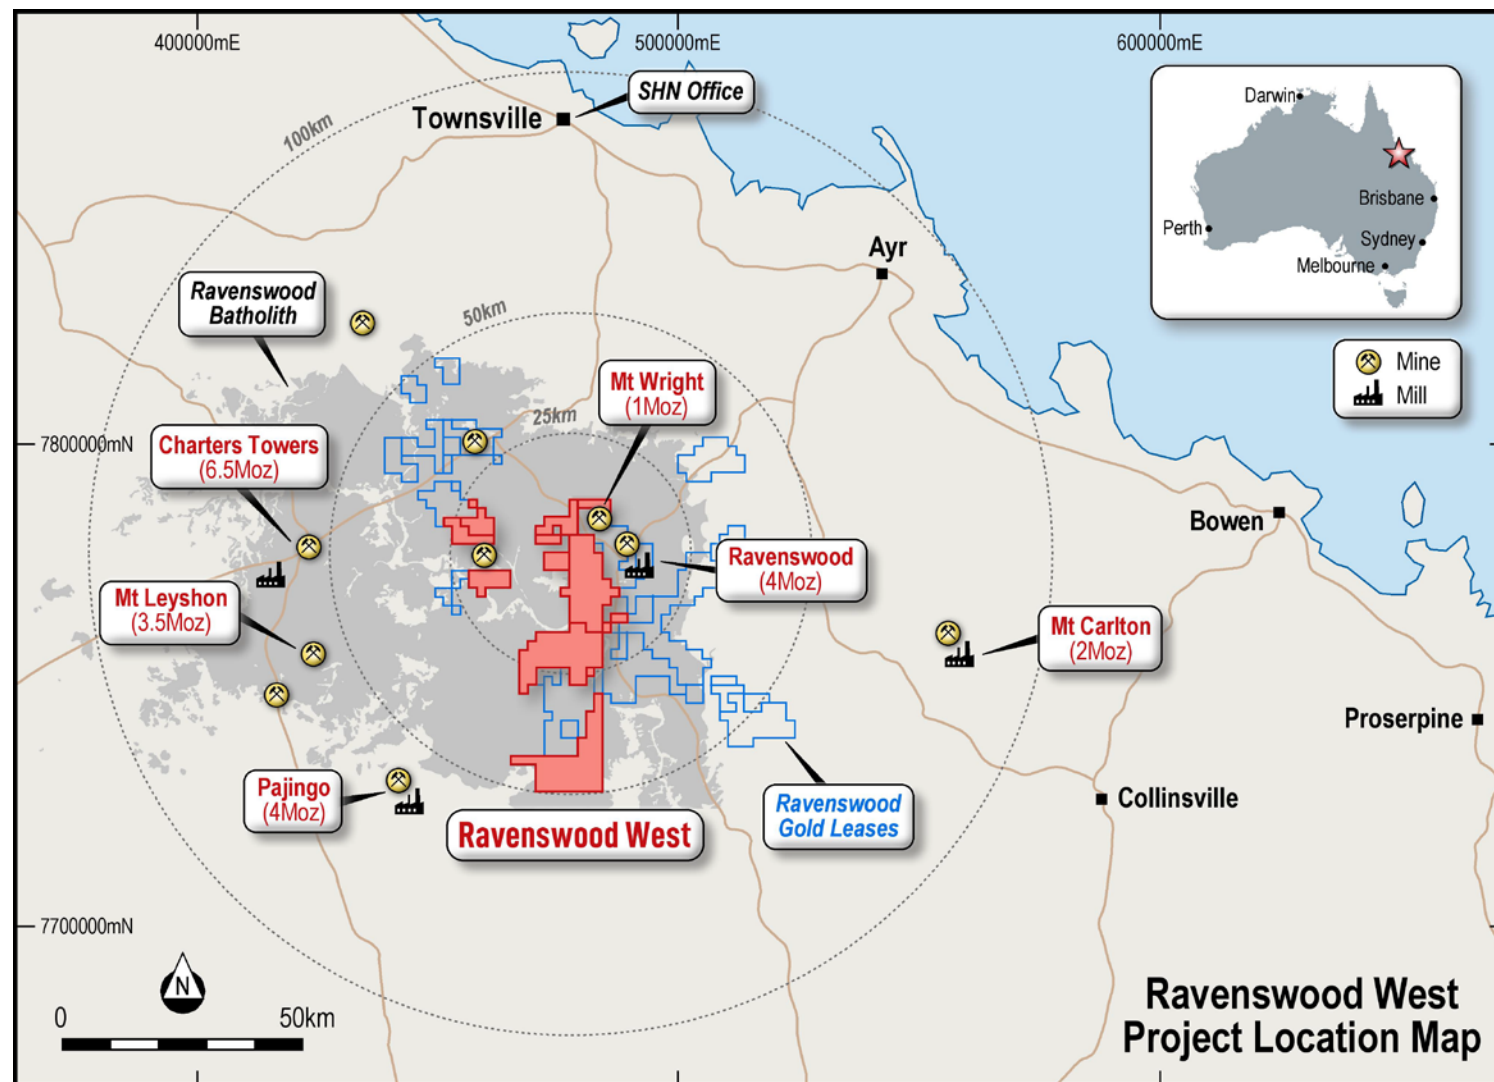 400000mE
500000mE
600000mE
SHN Office
Townsville
100km
Darwin
Brisbane
Perth
Sydney
Melbourne
Ayr
Ravenswood
Batholith
50km
Mine
Mill
Mt Wright
(1Moz)
25km
7800000mN
Charters Towers
(6.5Moz)
Bowen
Ravenswood
(4Moz)
Mt Leyshon
(3.5Moz)
Mt Carlton
(2Moz)
Proserpine
Pajingo
(4Moz)
Ravenswood
Gold Leases
Collinsville
Ravenswood West
7700000mN
N
0
50km
Ravenswood West
Project Location Map